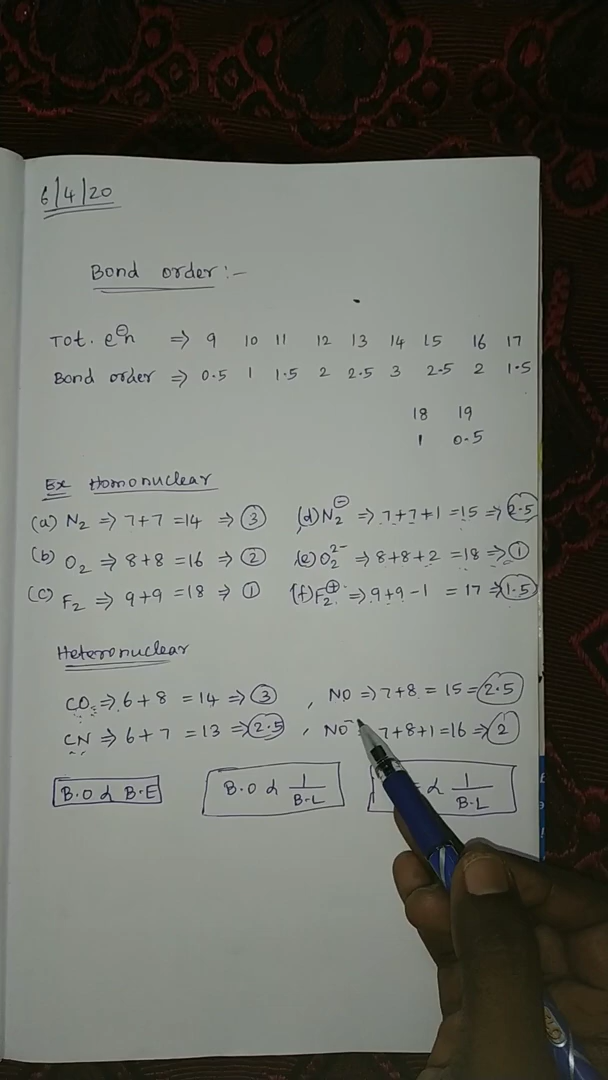 6/4/20
Bond order :-
Tot. e⊖n ⇒ 9 10 11 12 13 14 15 16 17
Bond order ⇒ 0.5 1 1.5 2 2.5 3 2.5 2 1.5
18 19
1 0.5
Ex Homonuclear
(a) N₂ ⇒ 7+7 = 14 ⇒ 3
(d) N₂⊖ ⇒ 7+7+1 = 15 ⇒ 2.5
(b) O₂ ⇒ 8+8 = 16 ⇒ 2
(e) O₂²⁻ ⇒ 8+8+2 = 18 ⇒ 1
(C) F₂ ⇒ 9+9 = 18 ⇒ 1
(f) F₂⊕ ⇒ 9+9-1 = 17 ⇒ 1.5
Heteronuclear
CO ⇒ 6+8 = 14 ⇒ 3 , NO ⇒ 7+8 = 15 = 2.5
CN ⇒ 6+7 = 13 ⇒ 2.5 , NO⁻ 7+8+1 = 16 ⇒ 2
B.O α B.E
B.O α 1/B.L
α 1/B.L